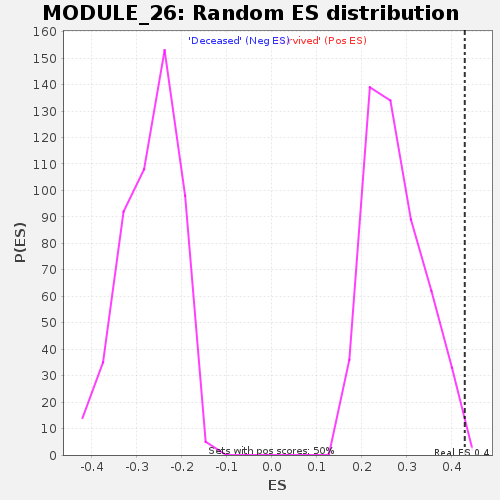 MODULE_26: Random ES distribution
'Deceased' (Neg ES)
rvived' (Pos ES)
P(ES)
160
150
140
130
120
110
100
90
80
70
60
50
40
30
20
10
0
Sets with pos scores: 50%
Real ES 0.4
-0.4 -0.3 -0.2 -0.1 0.0 0.1 0.2 0.3 0.4
ES